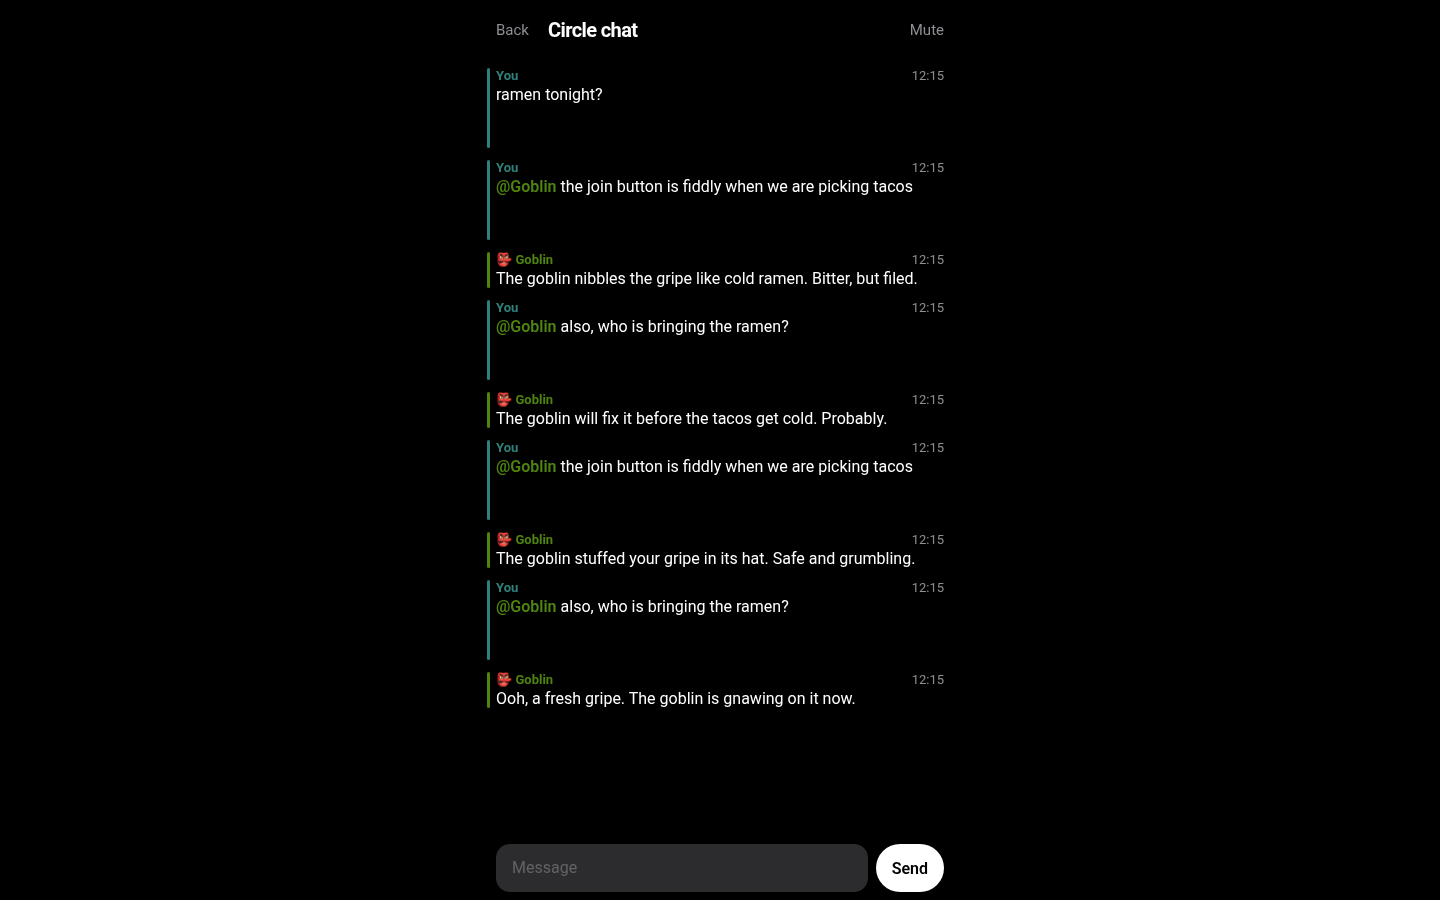 Back Circle chat Mute
You 12:15
ramen tonight?
You 12:15
@Goblin the join button is fiddly when we are picking tacos
👺 Goblin 12:15
The goblin nibbles the gripe like cold ramen. Bitter, but filed.
You 12:15
@Goblin also, who is bringing the ramen?
👺 Goblin 12:15
The goblin will fix it before the tacos get cold. Probably.
You 12:15
@Goblin the join button is fiddly when we are picking tacos
👺 Goblin 12:15
The goblin stuffed your gripe in its hat. Safe and grumbling.
You 12:15
@Goblin also, who is bringing the ramen?
👺 Goblin 12:15
Ooh, a fresh gripe. The goblin is gnawing on it now.
Message Send